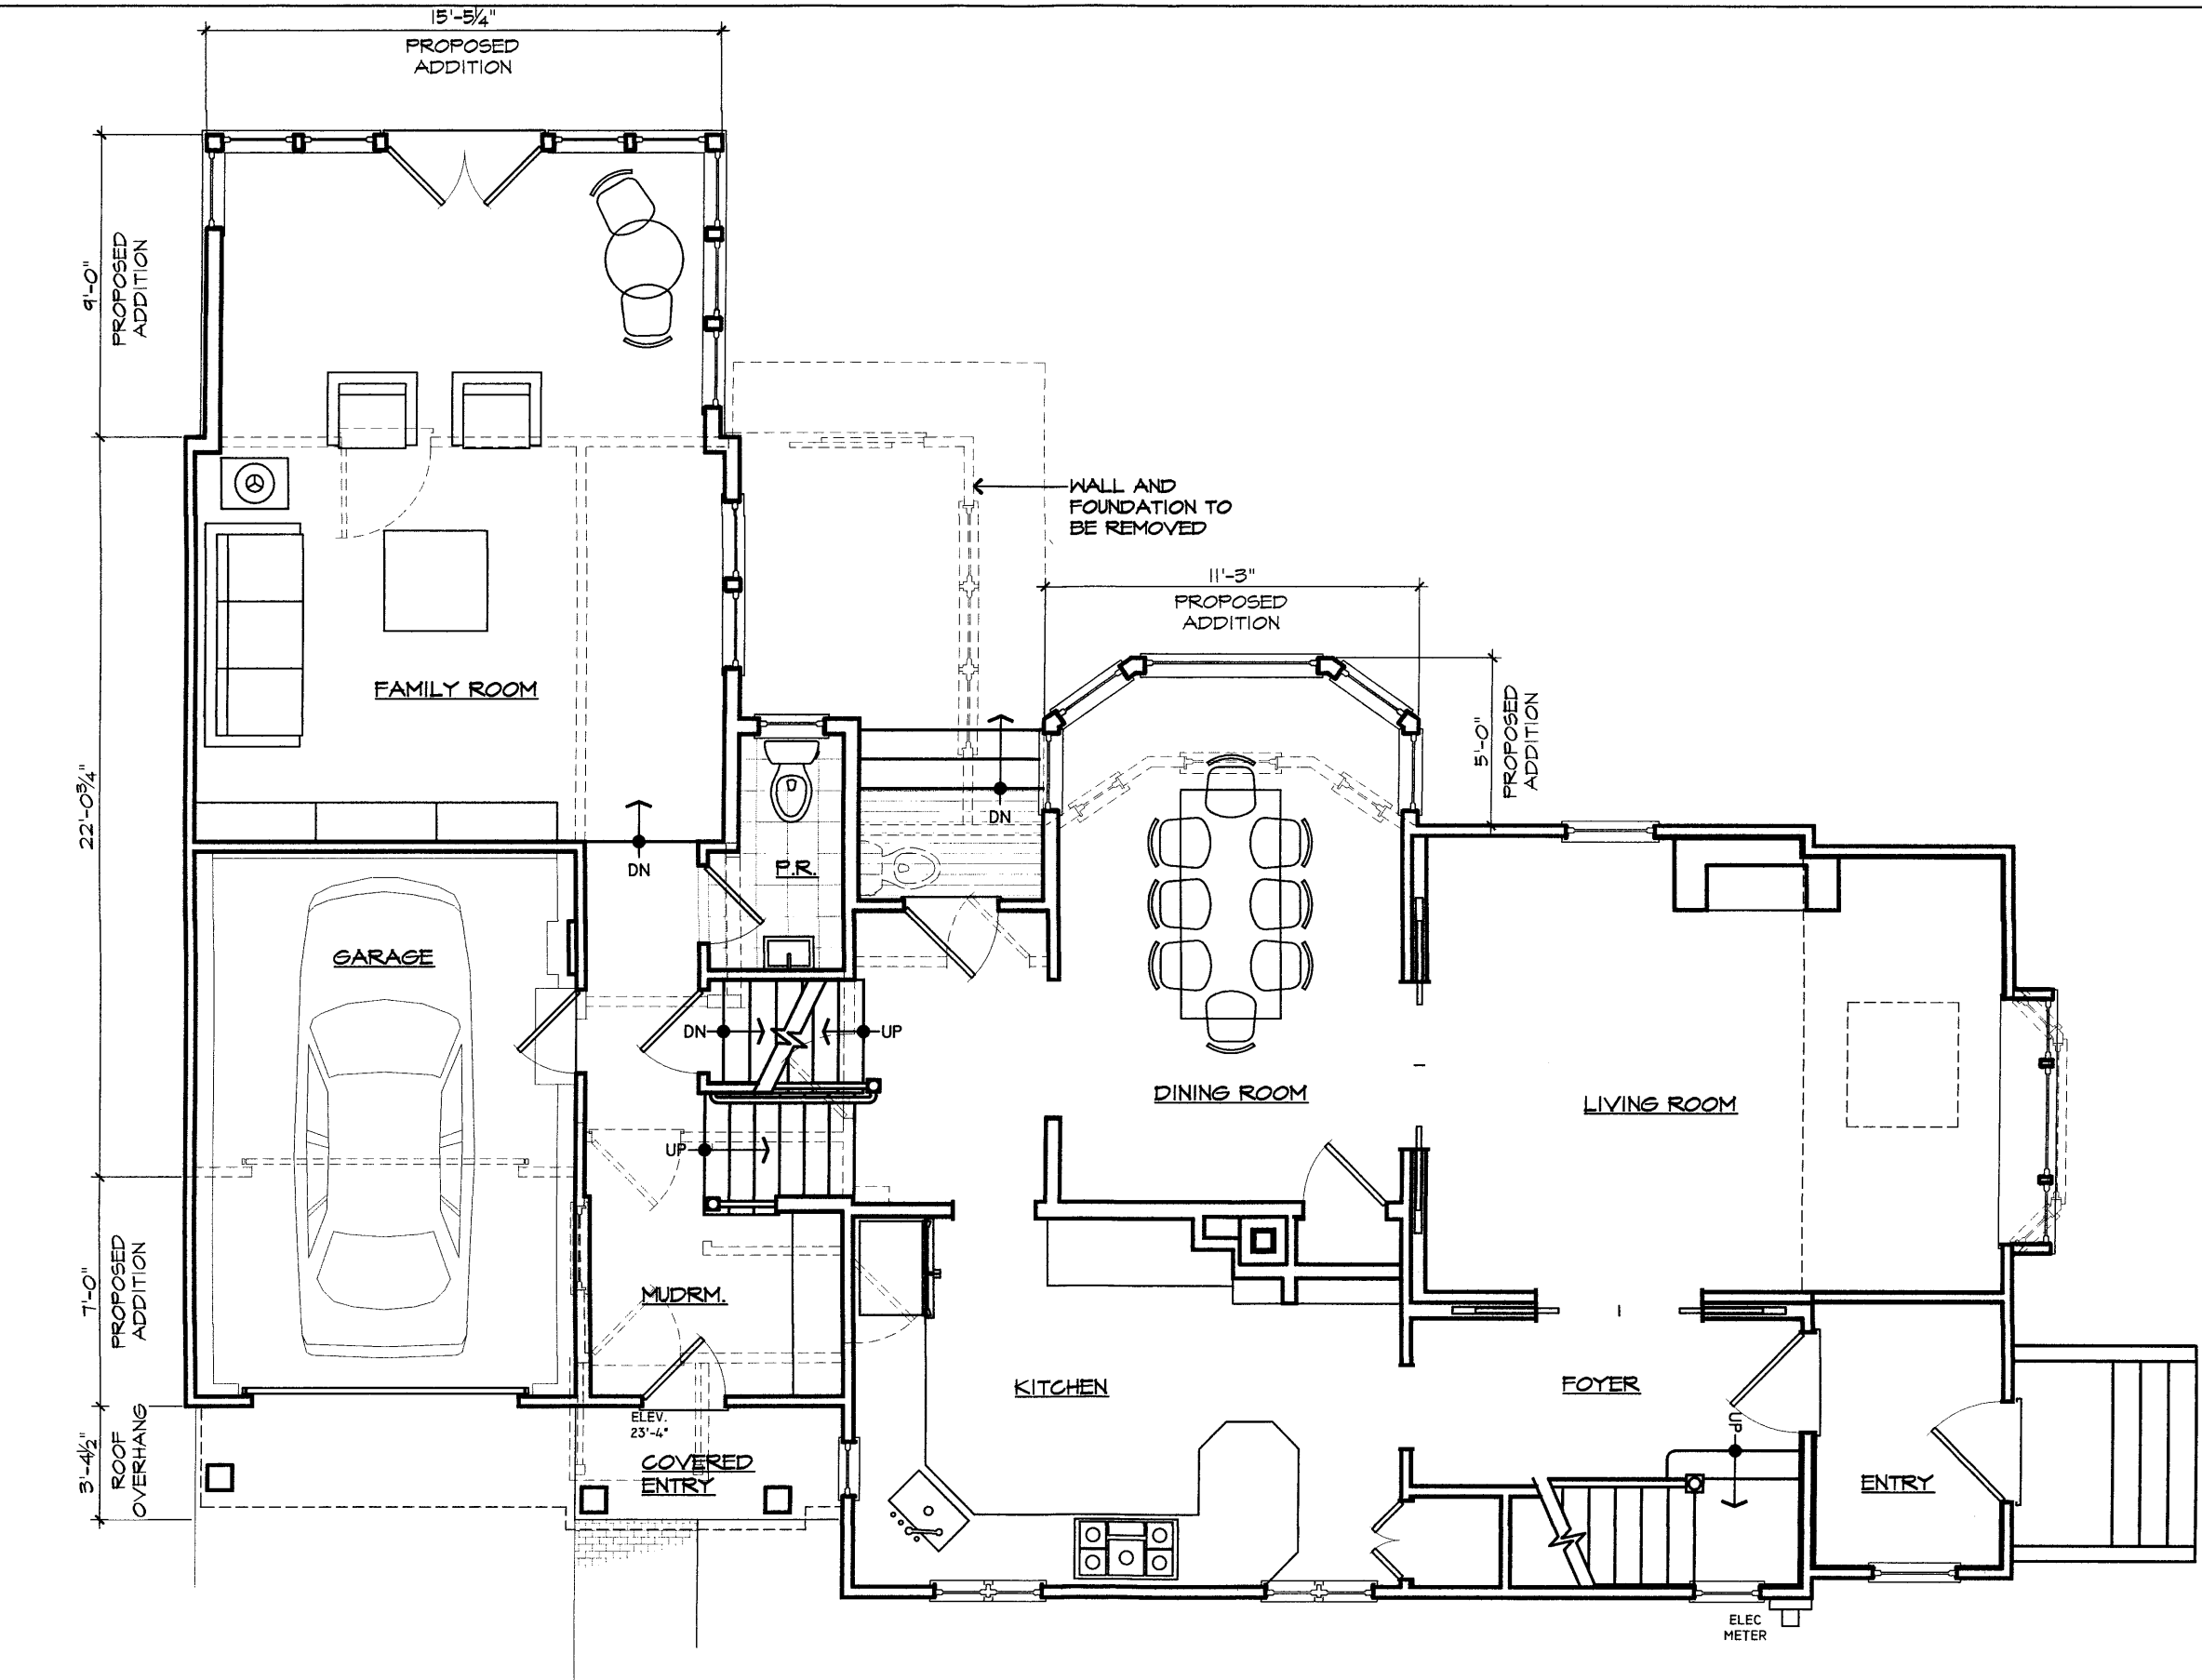 15'-5¼"
PROPOSED
ADDITION
9'-0"
PROPOSED
ADDITION
WALL AND
FOUNDATION TO
BE REMOVED
11'-3"
PROPOSED
ADDITION
FAMILY ROOM
5'-0"
PROPOSED
ADDITION
22'-0¾"
DN
DN
P.R.
GARAGE
DN
UP
DINING ROOM
LIVING ROOM
UP
7'-0"
PROPOSED
ADDITION
MUDRM.
KITCHEN
FOYER
UP
ELEV.
23'-4"
3'-4½"
ROOF
OVERHANG
COVERED
ENTRY
ENTRY
ELEC
METER